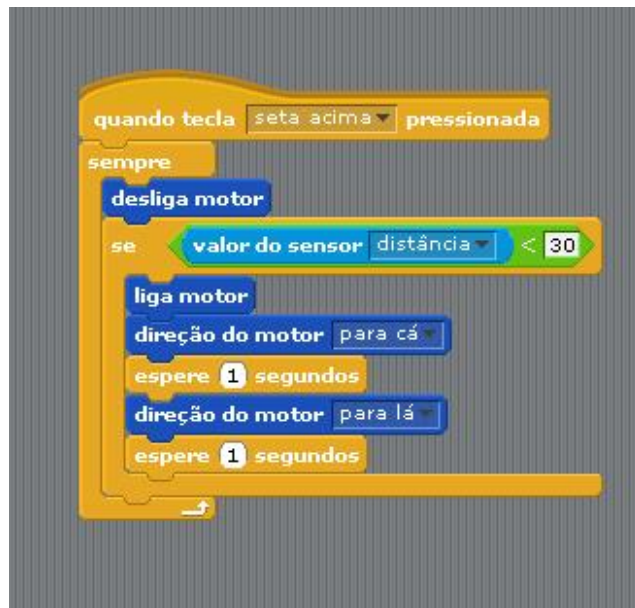 quando tecla seta acima pressionada
sempre
desliga motor
se valor do sensor distância < 30
liga motor
direção do motor para cá
espere 1 segundos
direção do motor para lá
espere 1 segundos